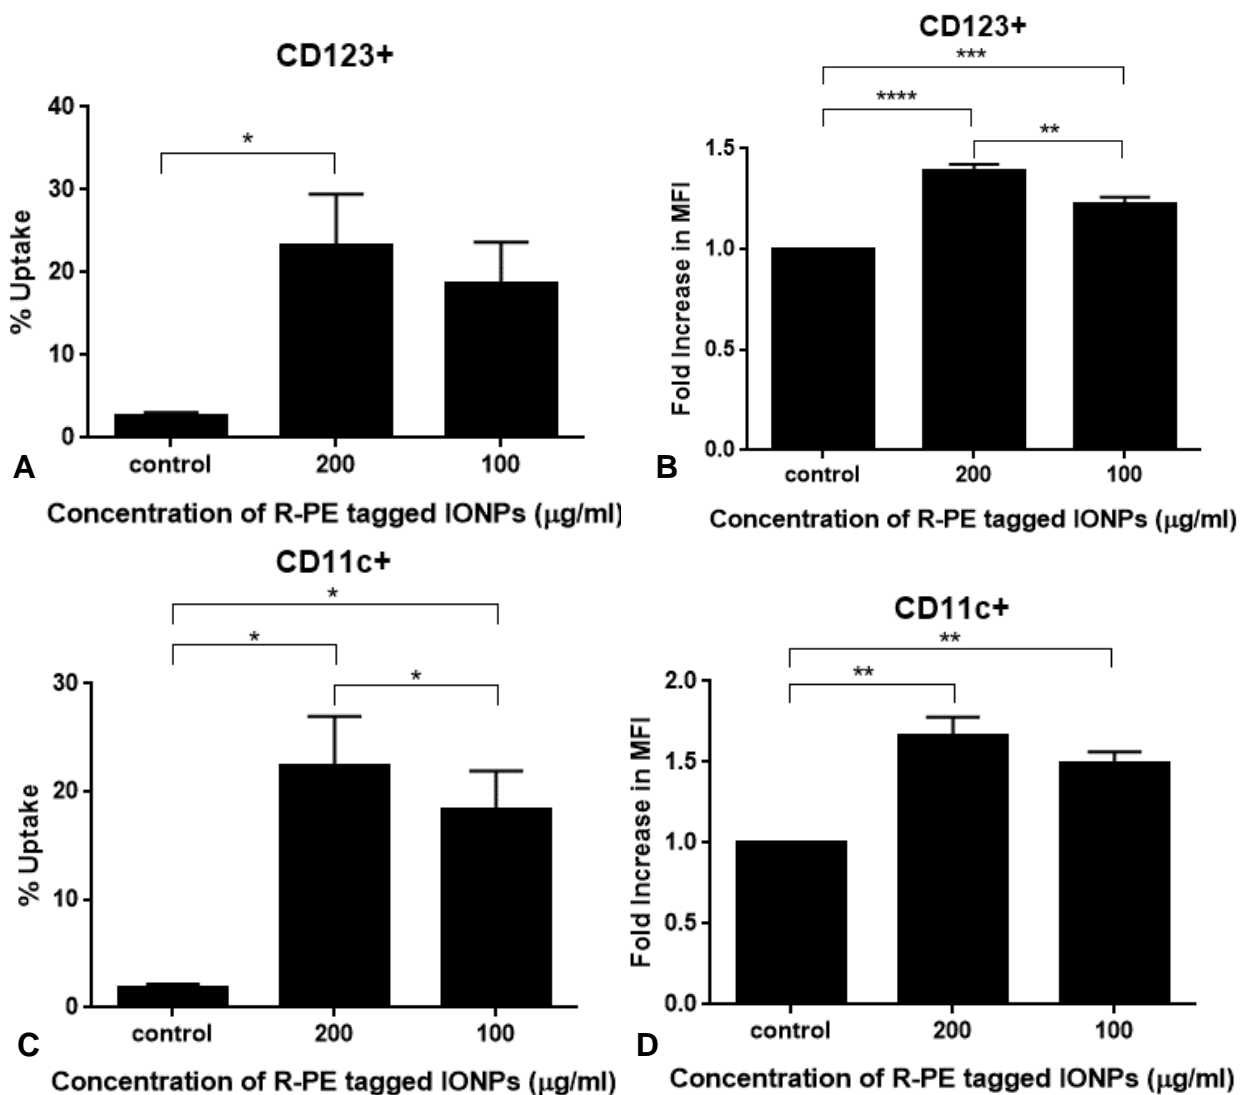 CD123+
*
40
30
20
10
0
% Uptake
control
200
100
A
Concentration of R-PE tagged IONPs (μg/ml)
CD123+
***
****
**
1.5
1.0
0.5
0.0
Fold Increase in MFI
control
200
100
B
Concentration of R-PE tagged IONPs (μg/ml)
CD11c+
*
*
*
30
20
10
0
% Uptake
control
200
100
C
Concentration of R-PE tagged IONPs (μg/ml)
CD11c+
**
**
2.0
1.5
1.0
0.5
0.0
Fold Increase in MFI
control
200
100
D
Concentration of R-PE tagged IONPs (μg/ml)